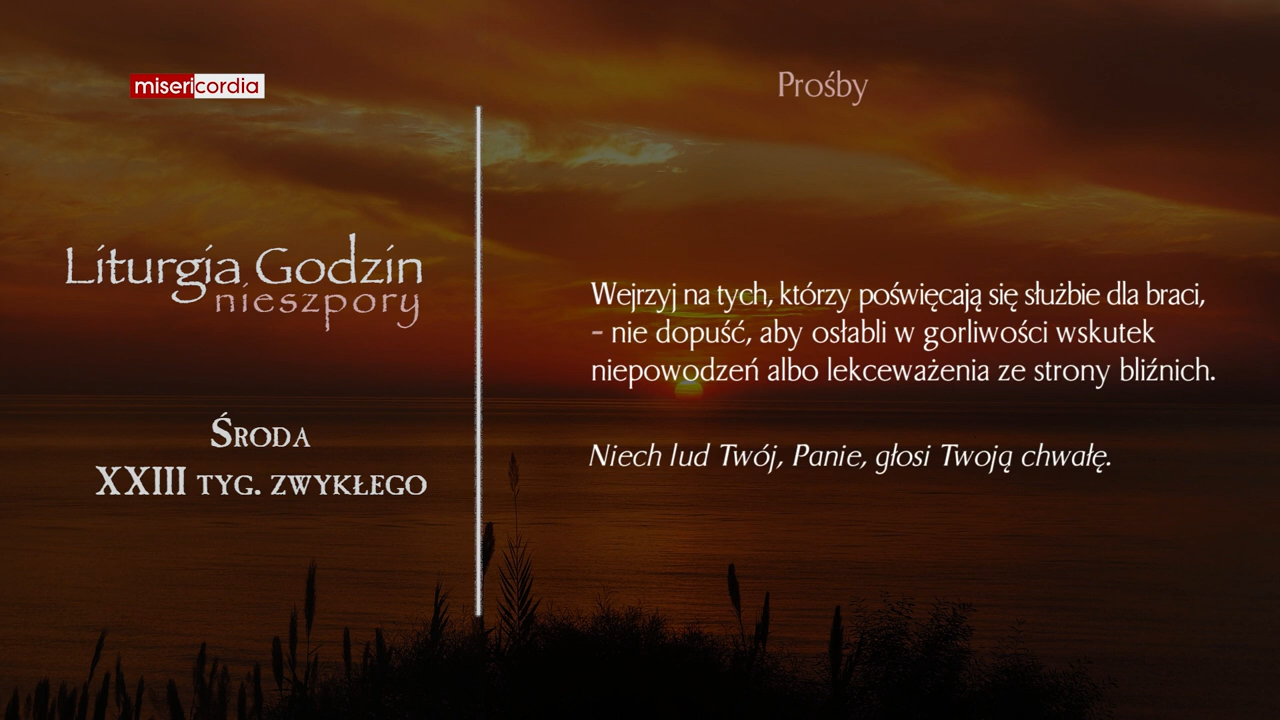 misericordia
Prośby
Liturgia Godzin
nieszpory
Środa
XXIII tyg. zwykłego
Wejrzyj na tych, którzy poświęcają się służbie dla braci,
- nie dopuść, aby osłabli w gorliwości wskutek
niepowodzeń albo lekceważenia ze strony bliźnich.
Niech lud Twój, Panie, głosi Twoją chwałę.